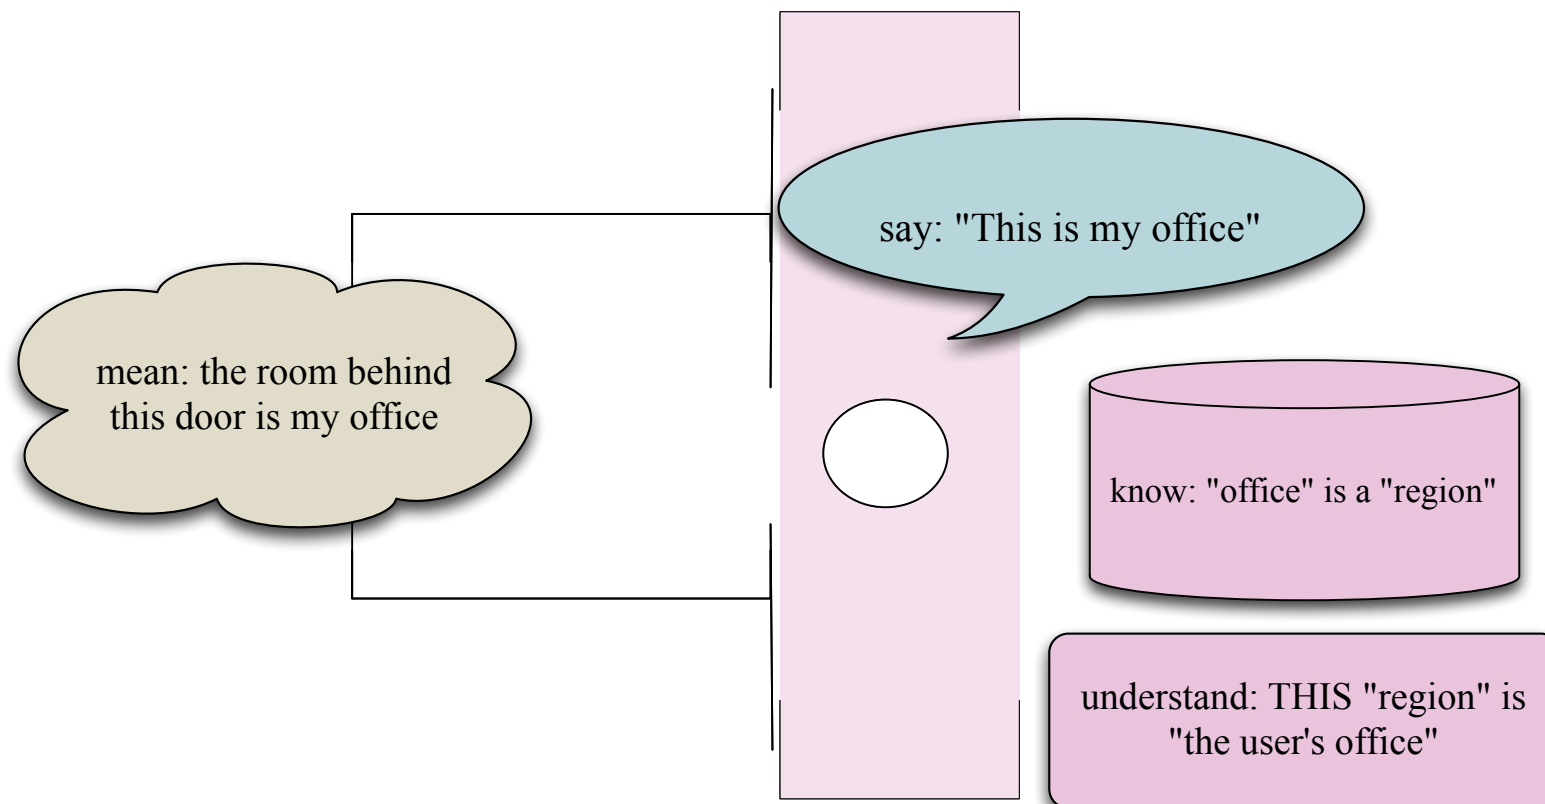 say: "This is my office"
mean: the room behind
this door is my office
know: "office" is a "region"
understand: THIS "region" is
"the user's office"